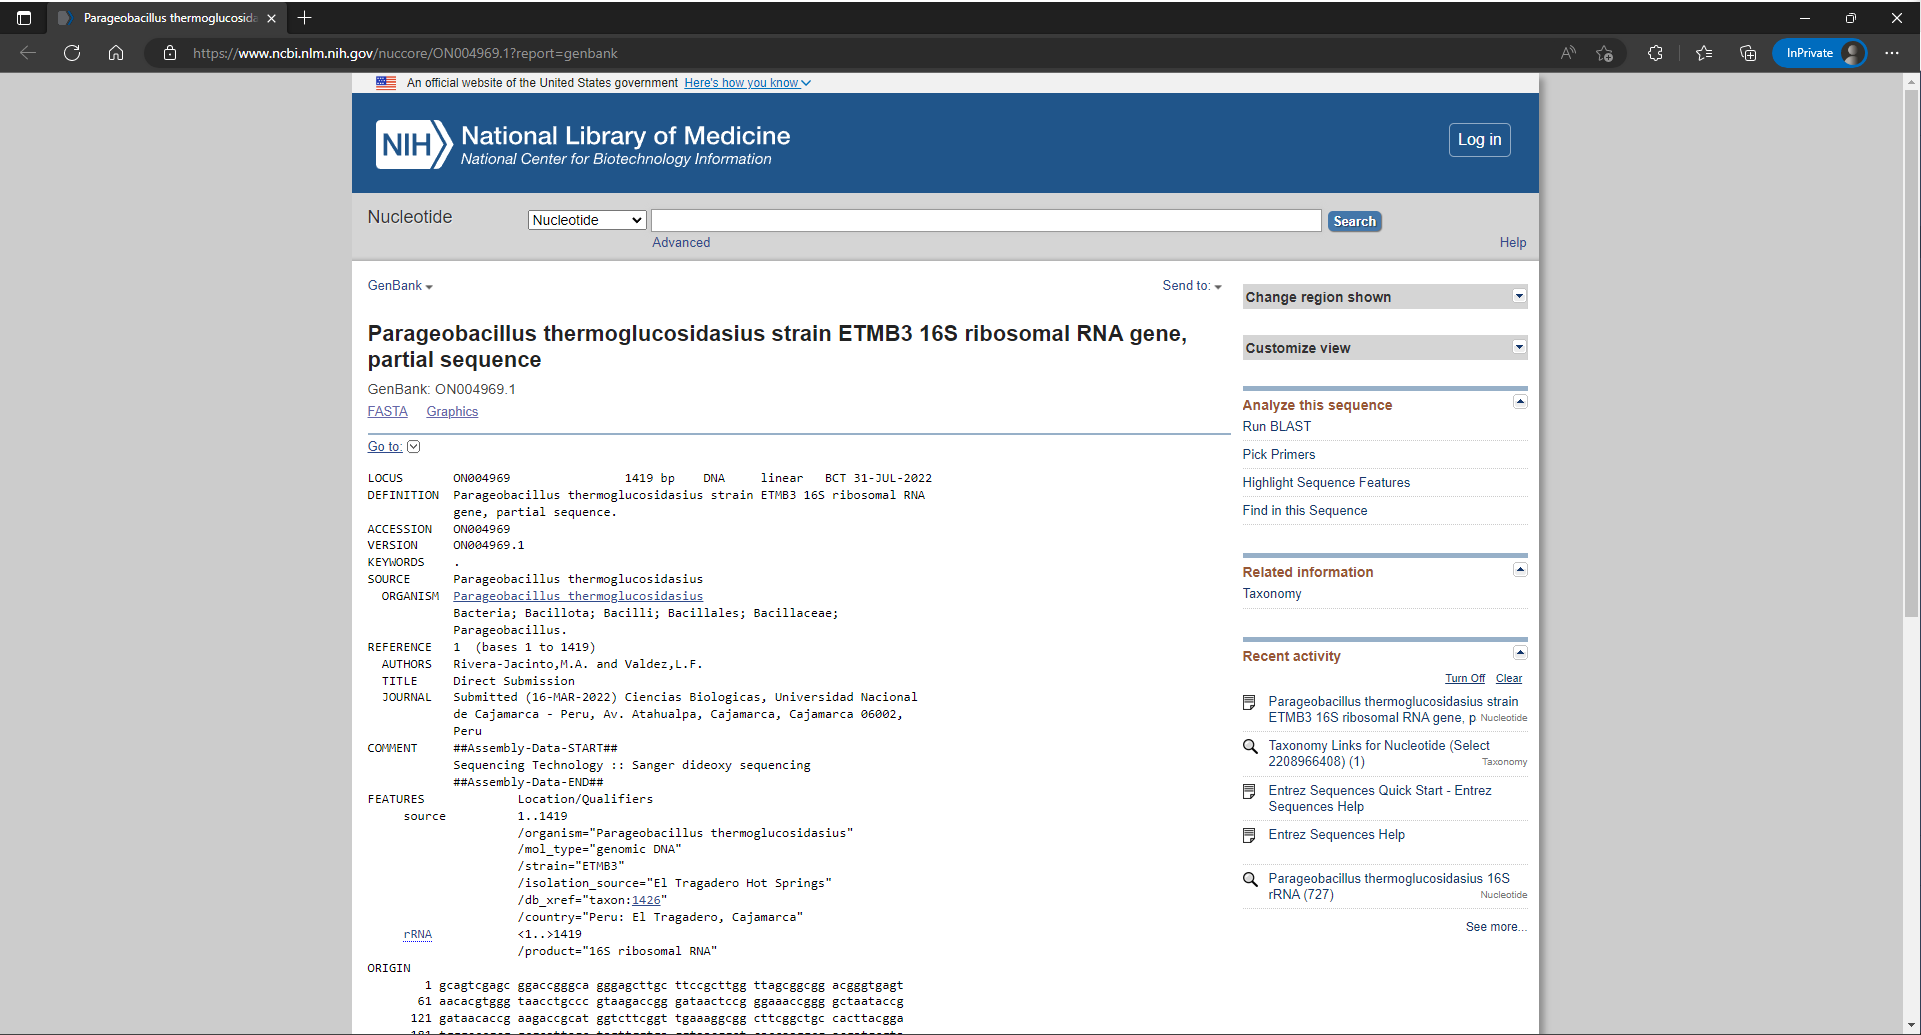 Parageobacillus thermoglucosida
https://www.ncbi.nlm.nih.gov/nuccore/ON004969.1?report=genbank
InPrivate
An official website of the United States government Here's how you know
NIH National Library of Medicine
National Center for Biotechnology Information
Log in
Nucleotide
Nucleotide
Search
Advanced
Help
GenBank
Send to:
Parageobacillus thermoglucosidasius strain ETMB3 16S ribosomal RNA gene,
partial sequence
GenBank: ON004969.1
FASTA Graphics
Go to:
LOCUS ON004969 1419 bp DNA linear BCT 31-JUL-2022
DEFINITION Parageobacillus thermoglucosidasius strain ETMB3 16S ribosomal RNA
gene, partial sequence.
ACCESSION ON004969
VERSION ON004969.1
KEYWORDS .
SOURCE Parageobacillus thermoglucosidasius
ORGANISM Parageobacillus thermoglucosidasius
Bacteria; Bacillota; Bacilli; Bacillales; Bacillaceae;
Parageobacillus.
REFERENCE 1 (bases 1 to 1419)
AUTHORS Rivera-Jacinto,M.A. and Valdez,L.F.
TITLE Direct Submission
JOURNAL Submitted (16-MAR-2022) Ciencias Biologicas, Universidad Nacional
de Cajamarca - Peru, Av. Atahualpa, Cajamarca, Cajamarca 06002,
Peru
COMMENT ##Assembly-Data-START##
Sequencing Technology :: Sanger dideoxy sequencing
##Assembly-Data-END##
FEATURES Location/Qualifiers
source 1..1419
/organism="Parageobacillus thermoglucosidasius"
/mol_type="genomic DNA"
/strain="ETMB3"
/isolation_source="El Tragadero Hot Springs"
/db_xref="taxon:1426"
/country="Peru: El Tragadero, Cajamarca"
rRNA <1..>1419
/product="16S ribosomal RNA"
ORIGIN
1 gcagtcgagc ggaccgggca gggagcttgc ttccgcttgg ttagcggcgg acgggtgagt
61 aacacgtggg taacctgccc gtaagaccgg gataactccg ggaaaccggg gctaataccg
121 gataacaccg aagaccgcat ggtcttcggt tgaaaggcgg cttcggctgc cacttacgga
Change region shown
Customize view
Analyze this sequence
Run BLAST
Pick Primers
Highlight Sequence Features
Find in this Sequence
Related information
Taxonomy
Recent activity
Turn Off Clear
Parageobacillus thermoglucosidasius strain
ETMB3 16S ribosomal RNA gene, p Nucleotide
Taxonomy Links for Nucleotide (Select
2208966408) (1) Taxonomy
Entrez Sequences Quick Start - Entrez
Sequences Help
Entrez Sequences Help
Parageobacillus thermoglucosidasius 16S
rRNA (727) Nucleotide
See more...